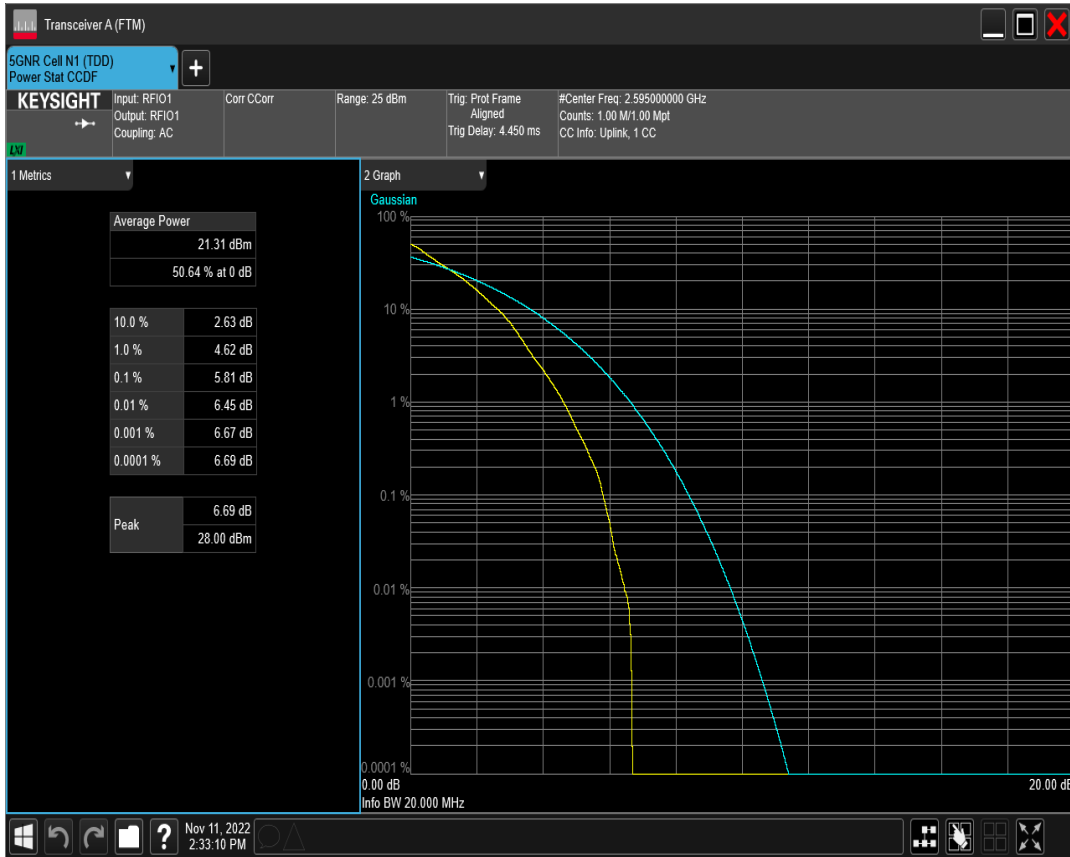 Transceiver A (FTM)
5GNR Cell N1 (TDD)
Power Stat CCDF
KEYSIGHT
LXI
Input: RFIO1
Output: RFIO1
Coupling: AC
Corr CCorr
Range: 25 dBm
Trig: Prot Frame
Aligned
Trig Delay: 4.450 ms
#Center Freq: 2.595000000 GHz
Counts: 1.00 M/1.00 Mpt
CC Info: Uplink, 1 CC
1 Metrics
Average Power
21.31 dBm
50.64 % at 0 dB
10.0 % 2.63 dB
1.0 % 4.62 dB
0.1 % 5.81 dB
0.01 % 6.45 dB
0.001 % 6.67 dB
0.0001 % 6.69 dB
Peak
6.69 dB
28.00 dBm
2 Graph
Gaussian
100 %
10 %
1 %
0.1 %
0.01 %
0.001 %
0.0001 %
0.00 dB
20.00 dB
Info BW 20.000 MHz
?
Nov 11, 2022
2:33:10 PM